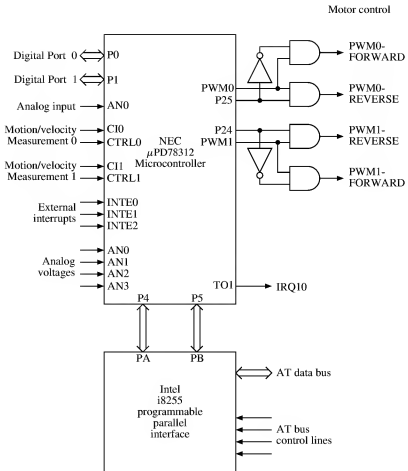 Motor control
Digital Port 0
P0
Digital Port 1
P1
Analog input
AN0
Motion/velocity
Measurement 0
CI0
CTRL0
Motion/velocity
Measurement 1
CI1
CTRL1
External
interrupts
INTE0
INTE1
INTE2
Analog
voltages
AN0
AN1
AN2
AN3
NEC
μPD78312
Microcontroller
PWM0
P25
P24
PWM1
PWM0-
FORWARD
PWM0-
REVERSE
PWM1-
REVERSE
PWM1-
FORWARD
TO1
IRQ10
P4
P5
PA
PB
Intel
i8255
programmable
parallel
interface
AT data bus
AT bus
control lines